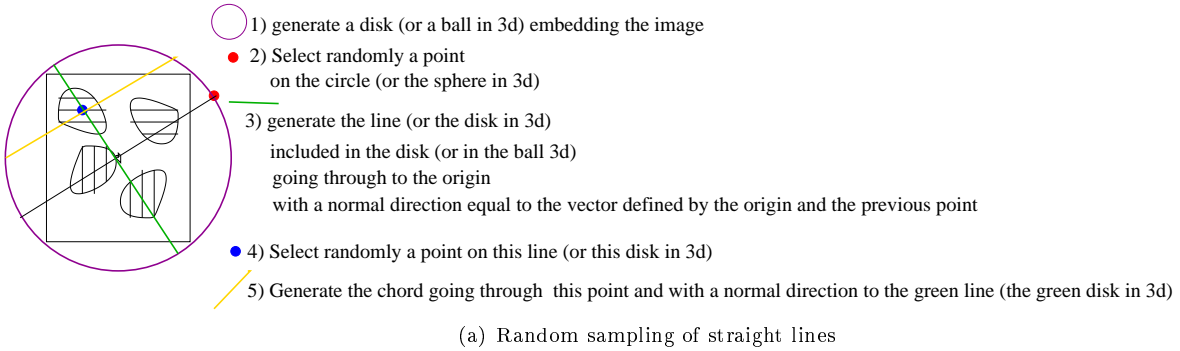 1) generate a disk (or a ball in 3d) embedding the image
2) Select randomly a point
on the circle (or the sphere in 3d)
3) generate the line (or the disk in 3d)
included in the disk (or in the ball 3d)
going through to the origin
with a normal direction equal to the vector defined by the origin and the previous point
4) Select randomly a point on this line (or this disk in 3d)
5) Generate the chord going through this point and with a normal direction to the green line (the green disk in 3d)
(a) Random sampling of straight lines